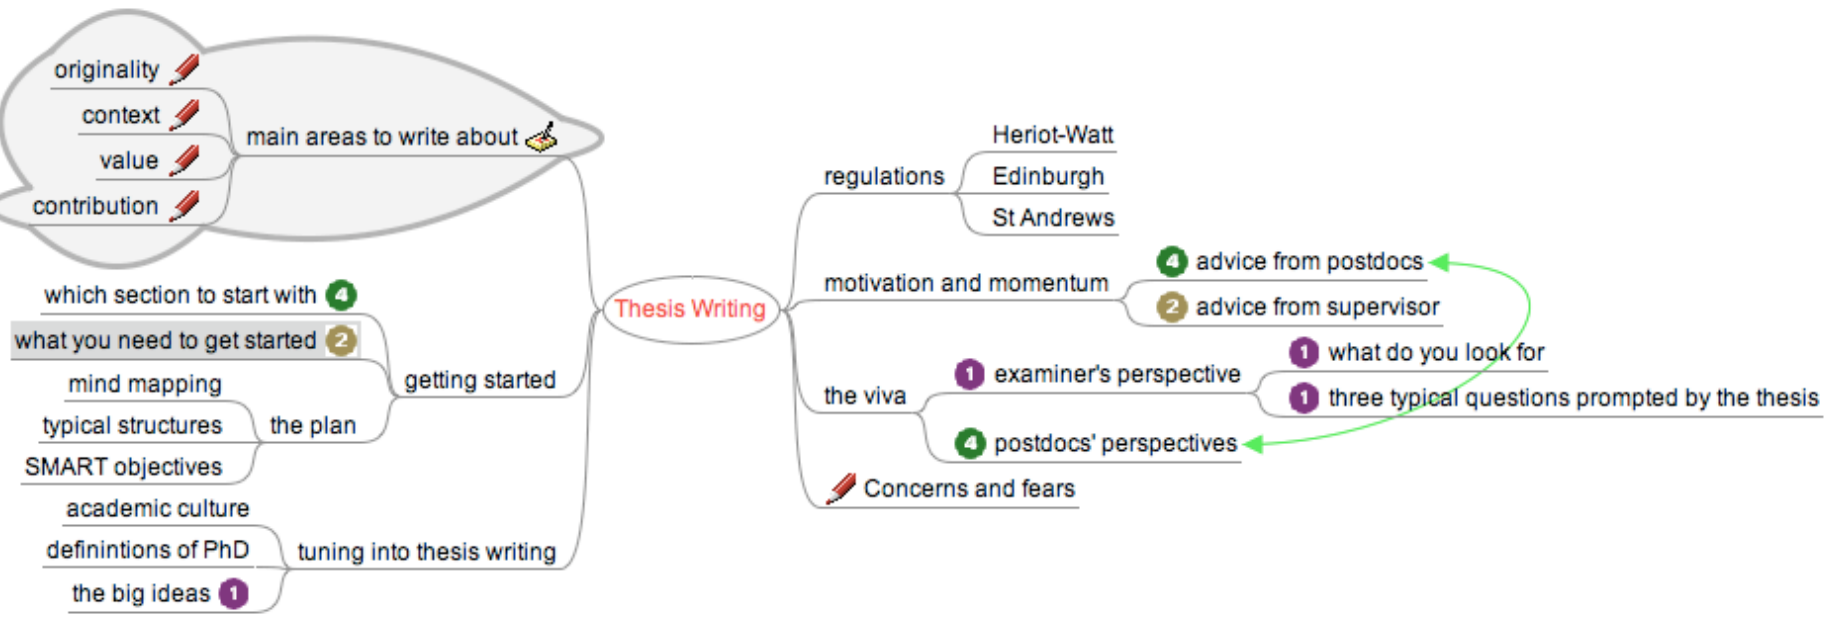 originality
context
value
contribution
main areas to write about
which section to start with 4
what you need to get started 2
mind mapping
typical structures
SMART objectives
the plan
getting started
academic culture
definintions of PhD
the big ideas 1
tuning into thesis writing
Thesis Writing
regulations
Heriot-Watt
Edinburgh
St Andrews
motivation and momentum
4 advice from postdocs
2 advice from supervisor
the viva
1 examiner's perspective
1 what do you look for
1 three typical questions prompted by the thesis
4 postdocs' perspectives
Concerns and fears